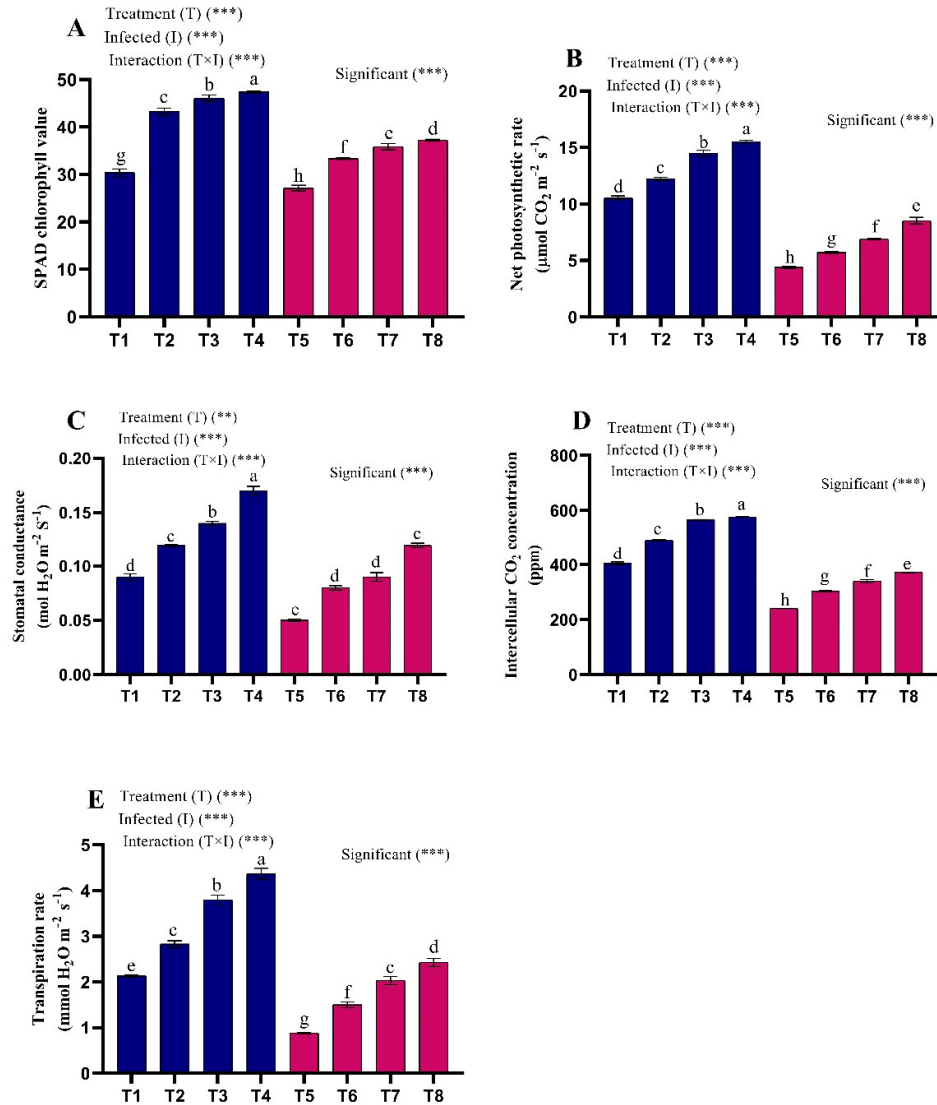 A
Treatment (T) (***)
Infected (I) (***)
Interaction (T×I) (***)
Significant (***)
SPAD chlorophyll value
50
40
30
20
10
0
g c b a h f e d
T1 T2 T3 T4 T5 T6 T7 T8
B
Treatment (T) (***)
Infected (I) (***)
Interaction (T×I) (***)
Significant (***)
Net photosynthetic rate
(μmol CO₂ m⁻² s⁻¹)
20
15
10
5
0
d c b a h g f e
T1 T2 T3 T4 T5 T6 T7 T8
C
Treatment (T) (**)
Infected (I) (***)
Interaction (T×I) (***)
Significant (***)
Stomatal conductance
(mol H₂O m⁻² S⁻¹)
0.20
0.15
0.10
0.05
0.00
d c b a e d d c
T1 T2 T3 T4 T5 T6 T7 T8
D
Treatment (T) (***)
Infected (I) (***)
Interaction (T×I) (***)
Significant (***)
Intercellular CO₂ concentration
(ppm)
800
600
400
200
0
d c b a h g f e
T1 T2 T3 T4 T5 T6 T7 T8
E
Treatment (T) (***)
Infected (I) (***)
Interaction (T×I) (***)
Significant (***)
Transpiration rate
(mmol H₂O m⁻² s⁻¹)
5
4
3
2
1
0
e c b a g f e d
T1 T2 T3 T4 T5 T6 T7 T8